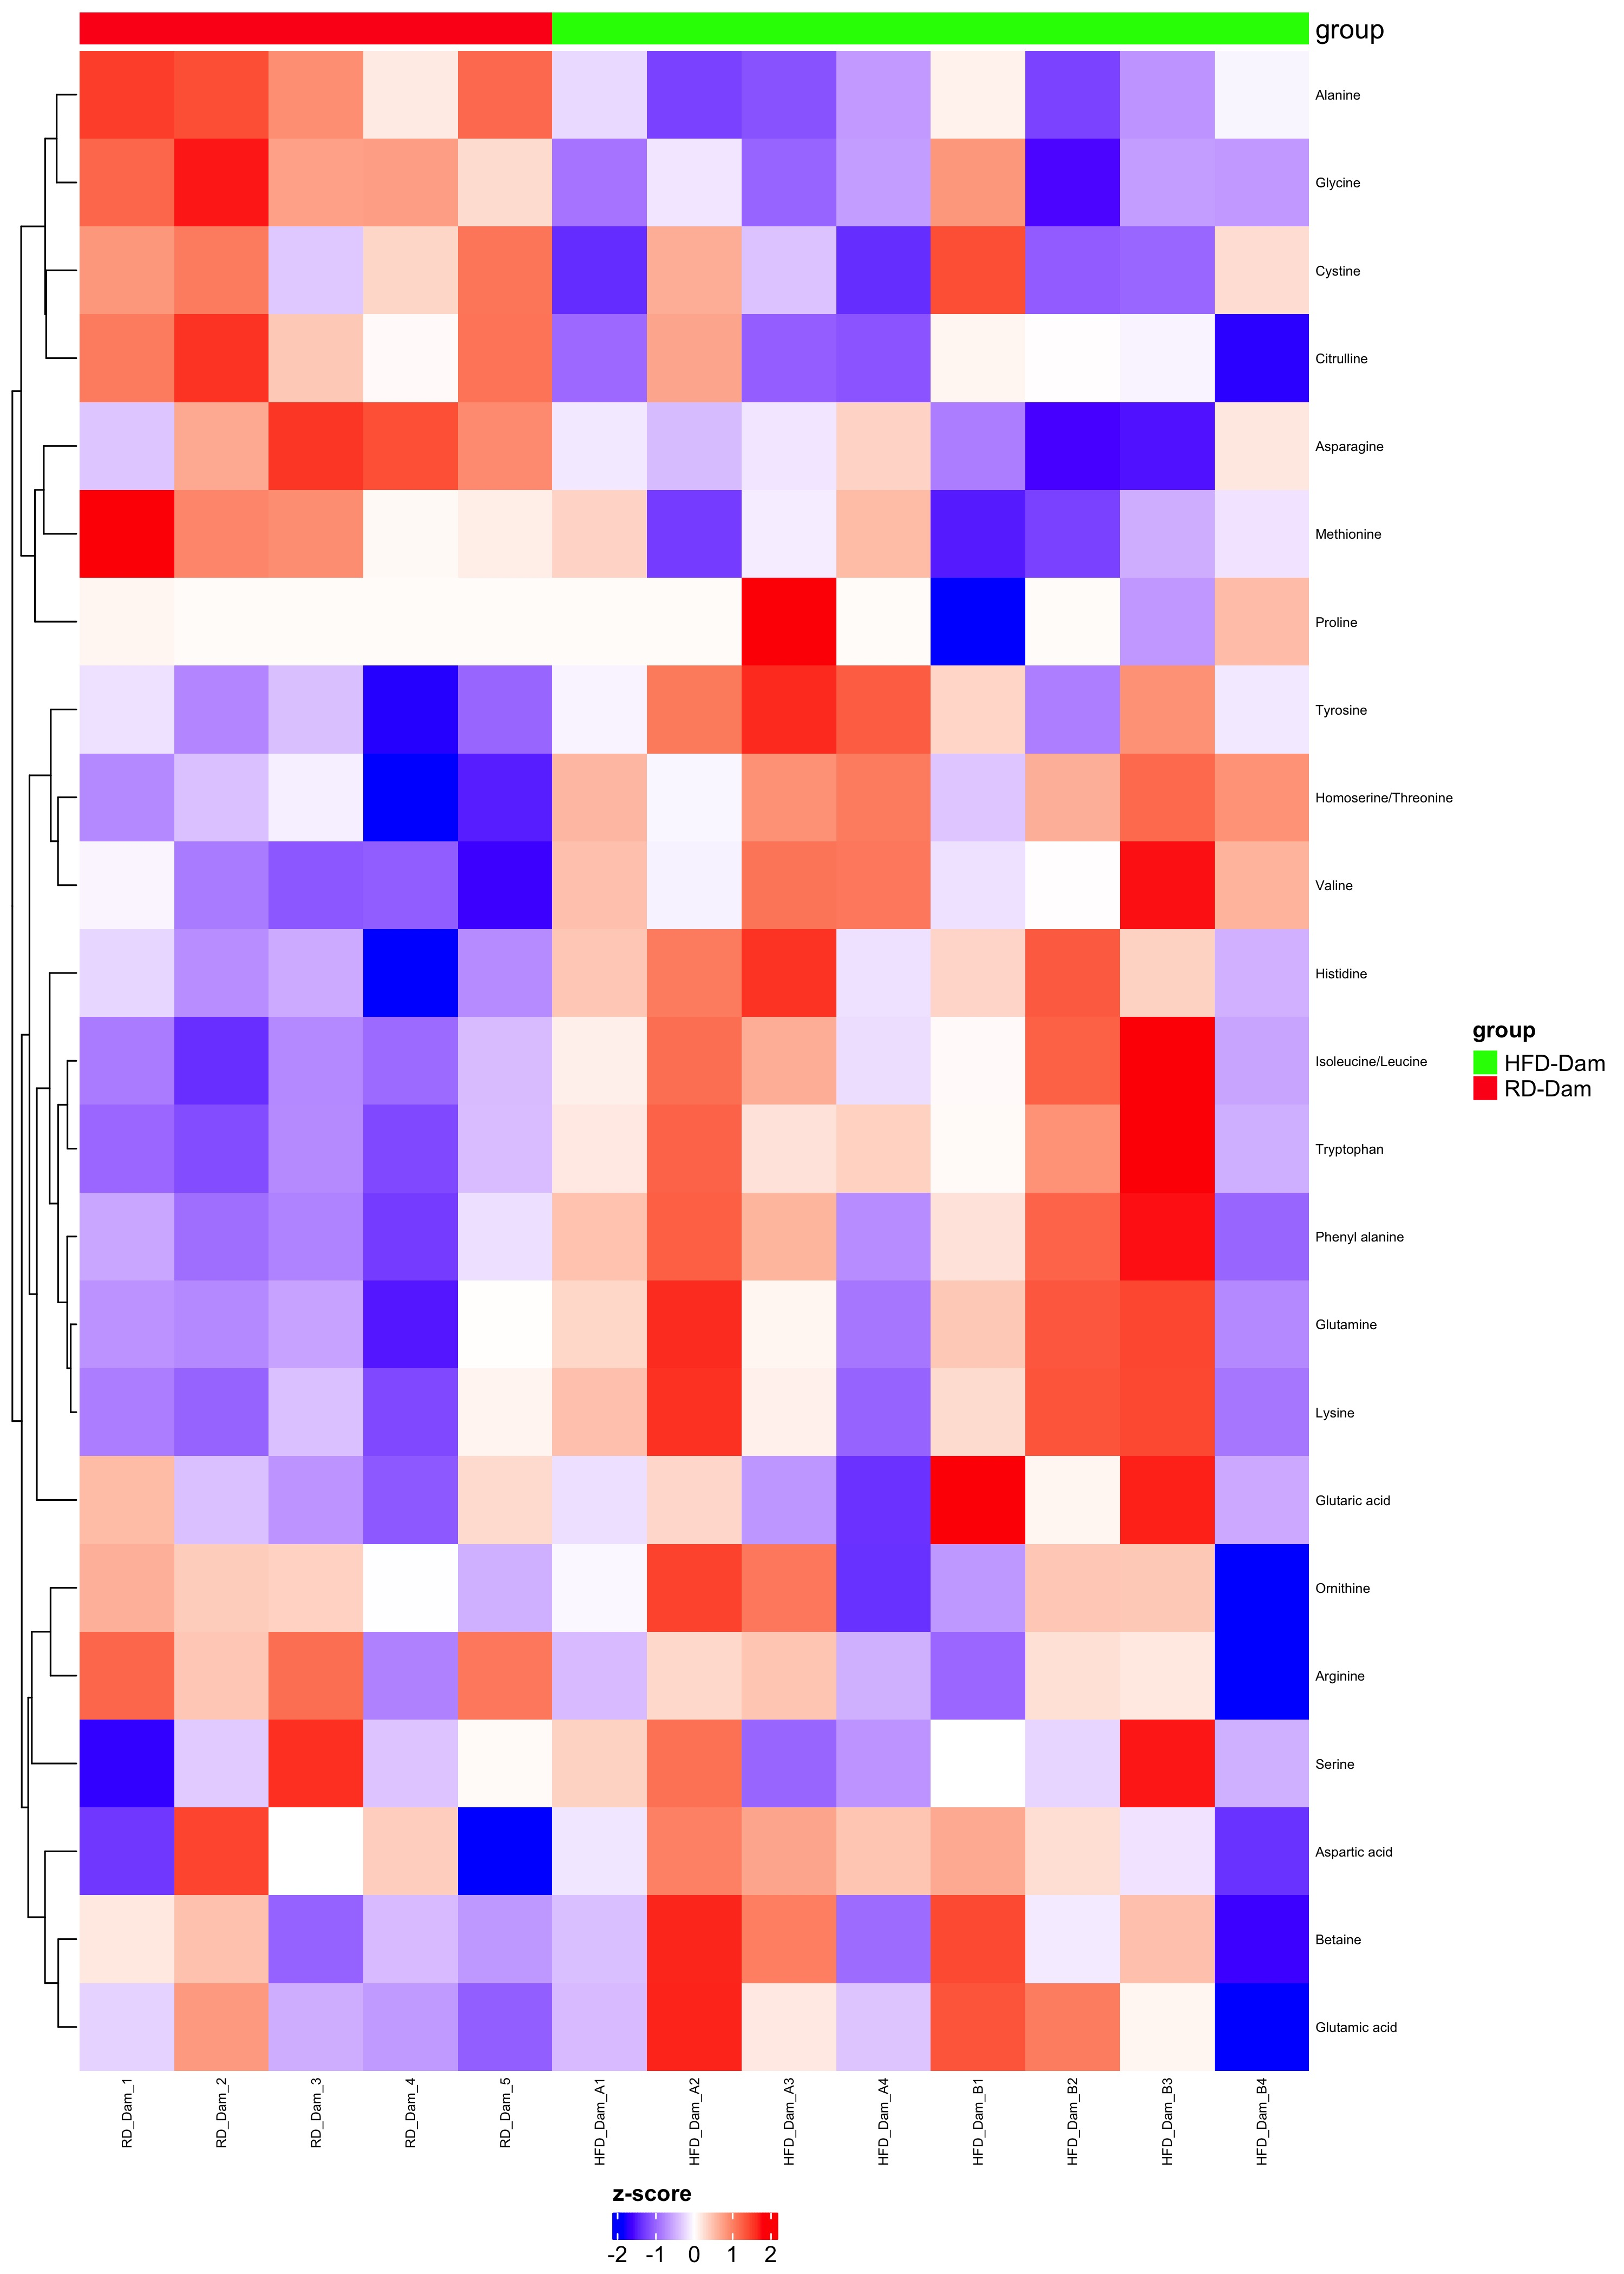 group
Alanine
Glycine
Cystine
Citrulline
Asparagine
Methionine
Proline
Tyrosine
Homoserine/Threonine
Valine
Histidine
Isoleucine/Leucine
Tryptophan
Phenyl alanine
Glutamine
Lysine
Glutaric acid
Ornithine
Arginine
Serine
Aspartic acid
Betaine
Glutamic acid
group
HFD-Dam
RD-Dam
RD_Dam_1
RD_Dam_2
RD_Dam_3
RD_Dam_4
RD_Dam_5
HFD_Dam_A1
HFD_Dam_A2
HFD_Dam_A3
HFD_Dam_A4
HFD_Dam_B1
HFD_Dam_B2
HFD_Dam_B3
HFD_Dam_B4
z-score
-2 -1 0 1 2